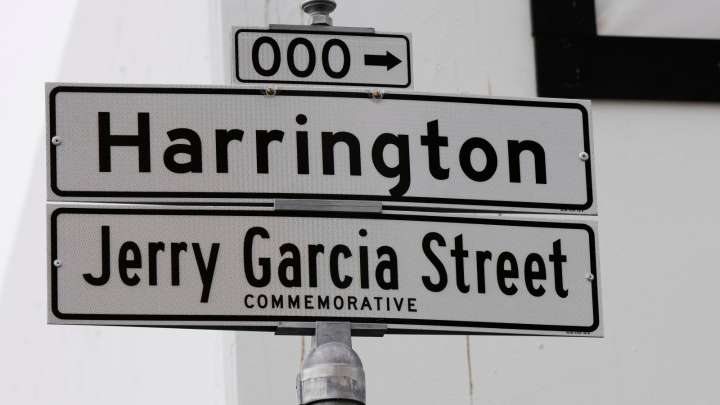 000 →
Harrington
Jerry Garcia Street
COMMEMORATIVE